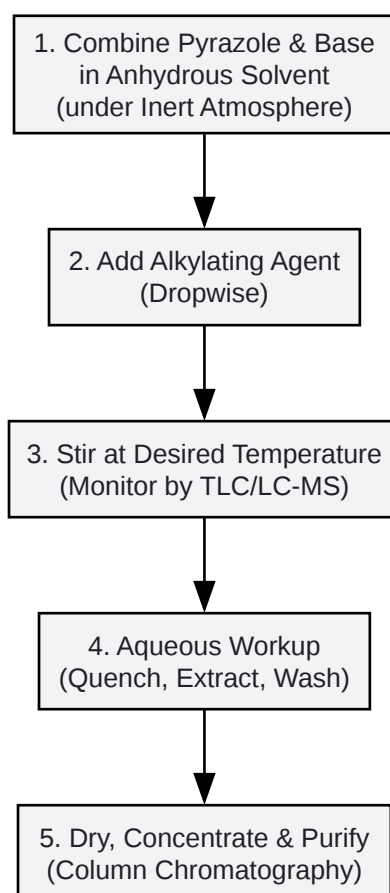 1. Combine Pyrazole & Base
in Anhydrous Solvent
(under Inert Atmosphere)
2. Add Alkylating Agent
(Dropwise)
3. Stir at Desired Temperature
(Monitor by TLC/LC-MS)
4. Aqueous Workup
(Quench, Extract, Wash)
5. Dry, Concentrate & Purify
(Column Chromatography)